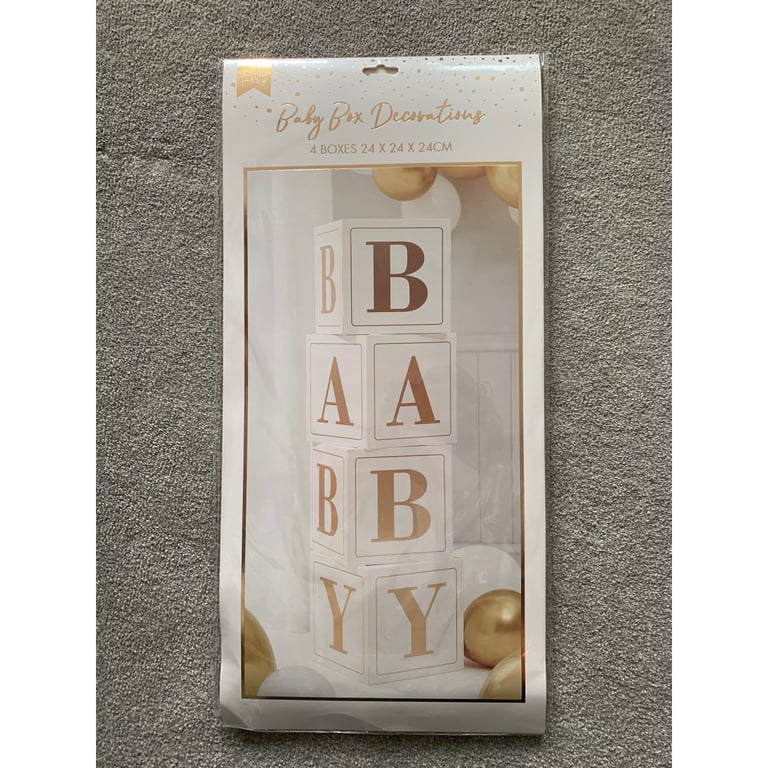 Baby Box Decorations
4 BOXES 24 X 24 X 24CM
B B
A A
B B
Y Y